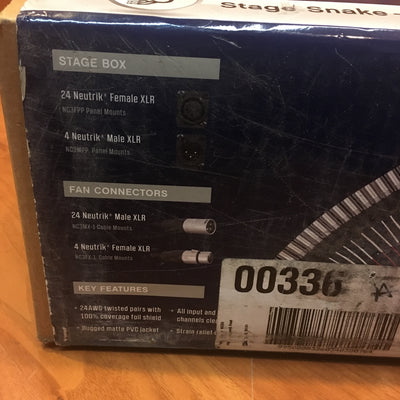 Stage Snake -
STAGE BOX
24 Neutrik® Female XLR
NC3FPP Panel Mounts
4 Neutrik® Male XLR
NC3MPP Panel Mounts
FAN CONNECTORS
24 Neutrik® Male XLR
NC3MX-1 Cable Mounts
4 Neutrik® Female XLR
NC3FX-1 Cable Mounts
KEY FEATURES
• 24AWG twisted pairs with
100% coverage foil shield
• Rugged matte PVC jacket
• All input and
channels
• Strain relief
00336
A